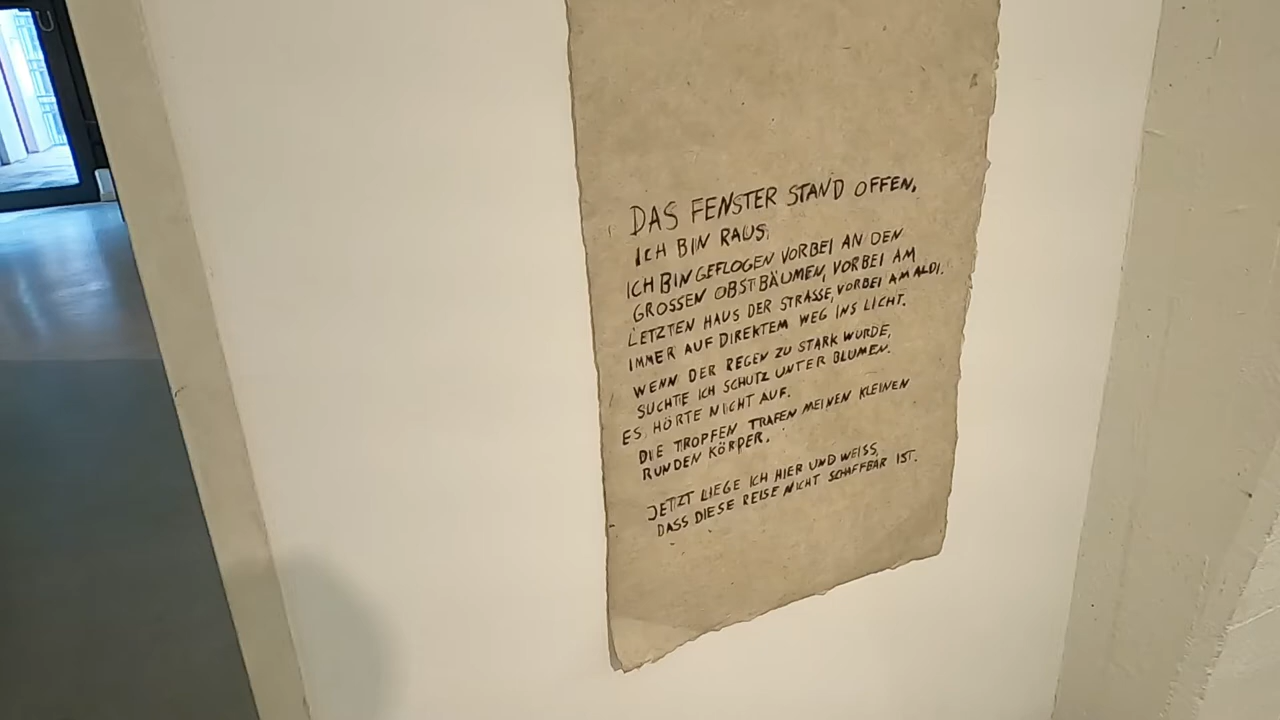 DAS FENSTER STAND OFFEN.
ICH BIN RAUS.
ICH BIN GEFLOGEN VORBEI AN DEN
GROSSEN OBSTBÄUMEN, VORBEI AM
LETZTEN HAUS DER STRASSE, VORBEI AM ALDI.
IMMER AUF DIREKTEM WEG INS LICHT.
WENN DER REGEN ZU STARK WURDE,
SUCHTE ICH SCHUTZ UNTER BLUMEN.
ES HÖRTE NICHT AUF.
DIE TROPFEN TRAFEN MEINEN KLEINEN
RUNDEN KÖRPER.
JETZT LIEGE ICH HIER UND WEISS,
DASS DIESE REISE NICHT SCHAFFBAR IST.